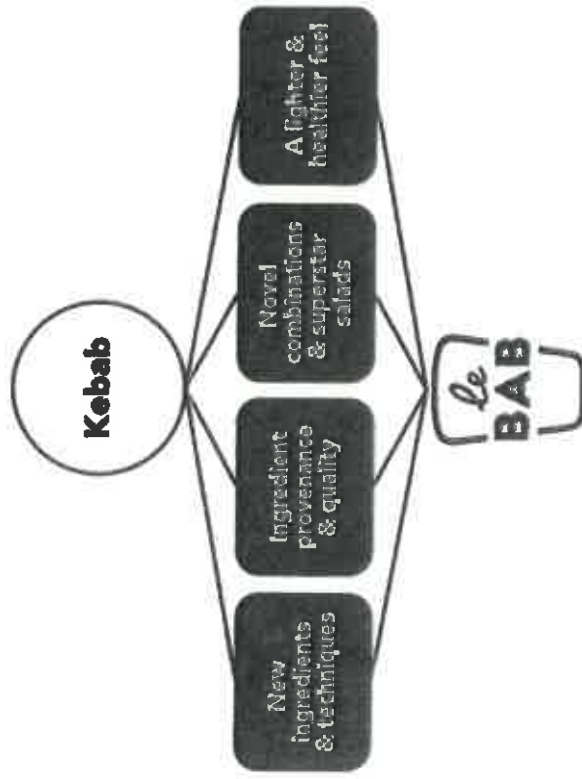 Kebab
New
ingredients
& techniques
Ingredient
provenance
& quality
Novel
combinations
& superstar
salads
A lighter &
healthier feel
le
BAB